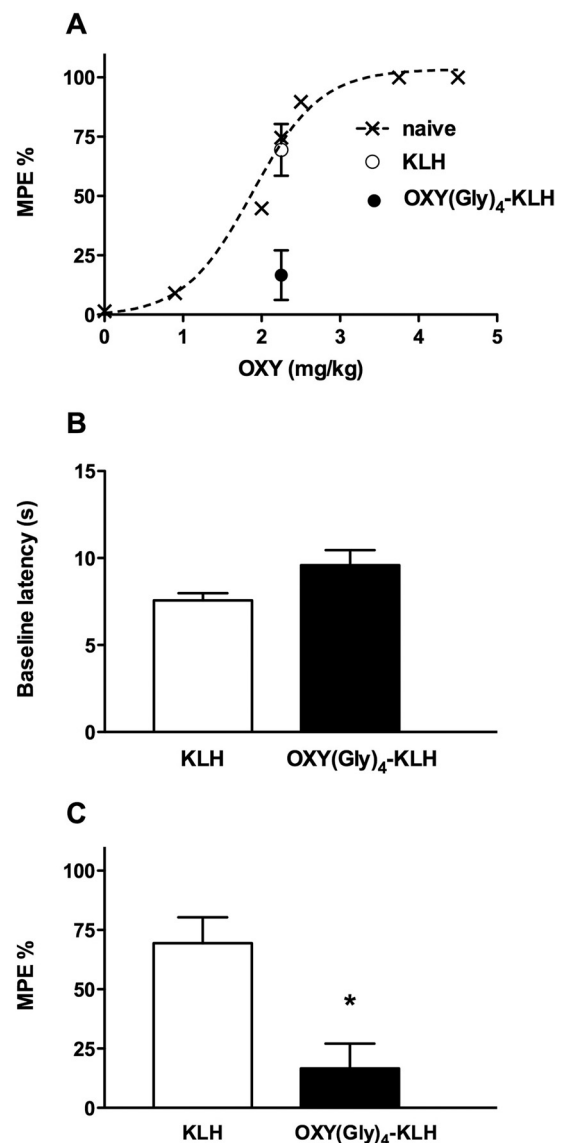 A
100
75
50
25
0
MPE %
naive
KLH
OXY(Gly)4-KLH
0 1 2 3 4 5
OXY (mg/kg)
B
15
10
5
0
Baseline latency (s)
KLH OXY(Gly)4-KLH
C
100
75
50
25
0
MPE %
*
KLH OXY(Gly)4-KLH